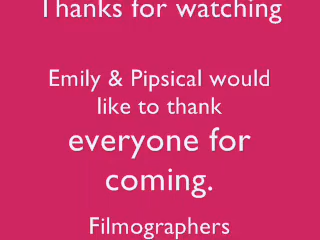 Thanks for watching
Emily & Pipsical would
like to thank
everyone for
coming.
Filmographers